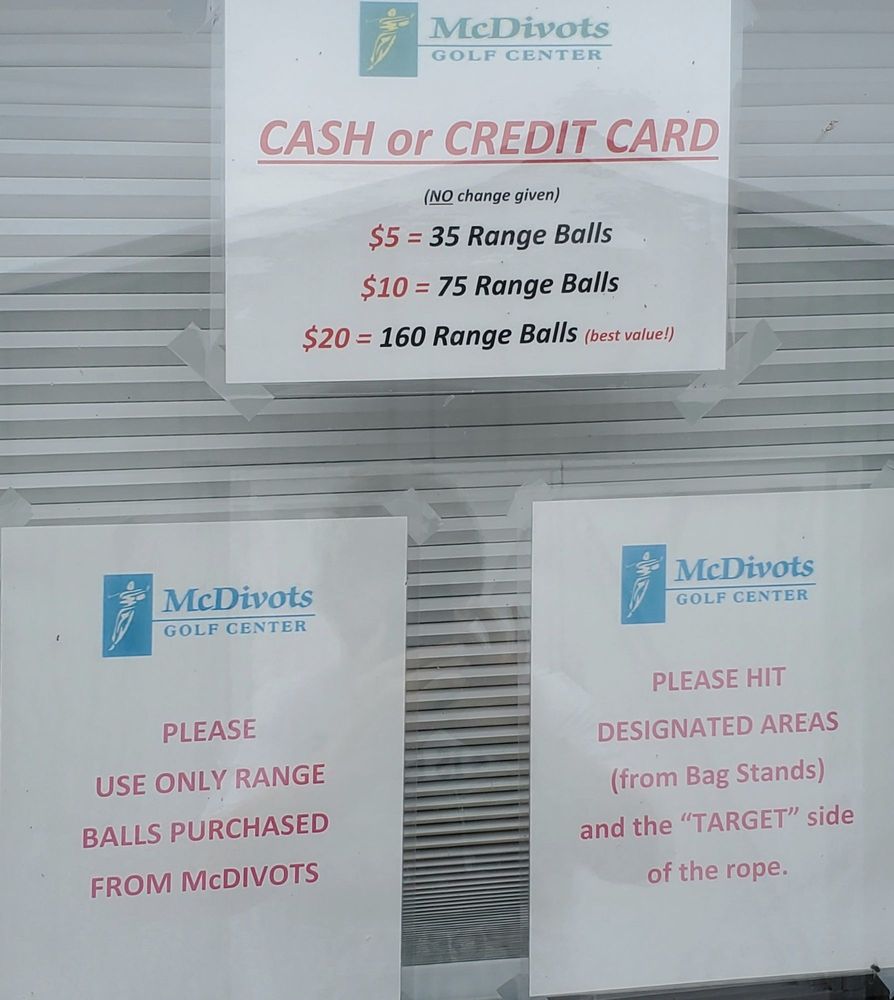 McDivots
GOLF CENTER
CASH or CREDIT CARD
(NO change given)
$5 = 35 Range Balls
$10 = 75 Range Balls
$20 = 160 Range Balls (best value!)
McDivots
GOLF CENTER
PLEASE
USE ONLY RANGE
BALLS PURCHASED
FROM McDIVOTS
McDivots
GOLF CENTER
PLEASE HIT
DESIGNATED AREAS
(from Bag Stands)
and the “TARGET” side
of the rope.